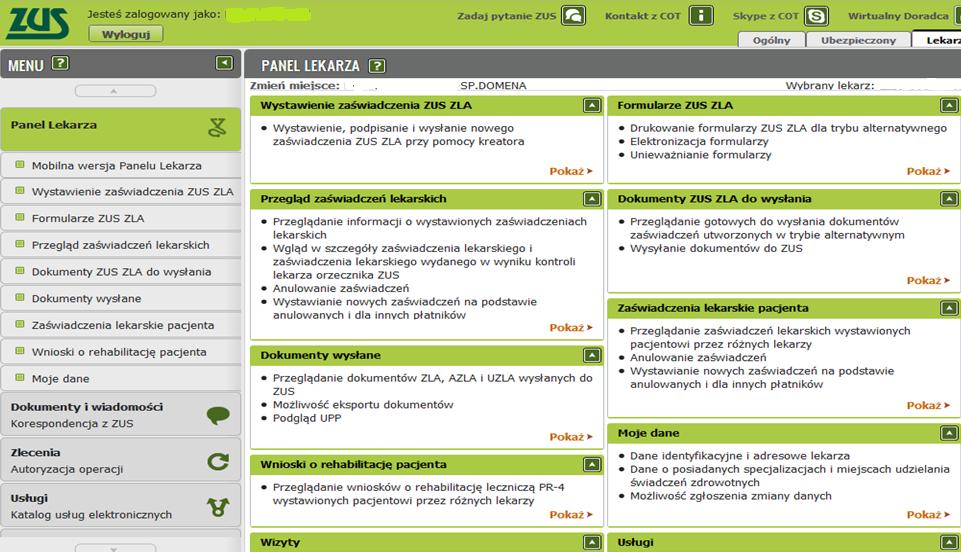 ZUS
Jesteś zalogowany jako:
Wyloguj
Zadaj pytanie ZUS
Kontakt z COT
Skype z COT
Wirtualny Doradca
Ogólny
Ubezpieczony
Lekarz
MENU ?
PANEL LEKARZA ?
Zmień miejsce:
SP.DOMENA
Wybrany lekarz:
Panel Lekarza
Mobilna wersja Panelu Lekarza
Wystawienie zaświadczenia ZUS ZLA
Formularze ZUS ZLA
Przegląd zaświadczeń lekarskich
Dokumenty ZUS ZLA do wysłania
Dokumenty wysłane
Zaświadczenia lekarskie pacjenta
Wnioski o rehabilitację pacjenta
Moje dane
Dokumenty i wiadomości
Korespondencja z ZUS
Zlecenia
Autoryzacja operacji
Usługi
Katalog usług elektronicznych
Wystawienie zaświadczenia ZUS ZLA
Wystawienie, podpisanie i wysłanie nowego
zaświadczenia ZUS ZLA przy pomocy kreatora
Pokaż
Przegląd zaświadczeń lekarskich
Przeglądanie informacji o wystawionych zaświadczeniach
lekarskich
Wgląd w szczegóły zaświadczenia lekarskiego i
zaświadczenia lekarskiego wydanego w wyniku kontroli
lekarza orzecznika ZUS
Anulowanie zaświadczeń
Wystawianie nowych zaświadczeń na podstawie
anulowanych i dla innych płatników
Pokaż
Dokumenty wysłane
Przeglądanie dokumentów ZLA, AZLA i UZLA wysłanych do
ZUS
Możliwość eksportu dokumentów
Podgląd UPP
Pokaż
Wnioski o rehabilitację pacjenta
Przeglądanie wniosków o rehabilitację leczniczą PR-4
wystawionych pacjentowi przez różnych lekarzy
Pokaż
Wizyty
Formularze ZUS ZLA
Drukowanie formularzy ZUS ZLA dla trybu alternatywnego
Elektronizacja formularzy
Unieważnianie formularzy
Pokaż
Dokumenty ZUS ZLA do wysłania
Przeglądanie gotowych do wysłania dokumentów
zaświadczeń utworzonych w trybie alternatywnym
Wysyłanie dokumentów do ZUS
Pokaż
Zaświadczenia lekarskie pacjenta
Przeglądanie zaświadczeń lekarskich wystawionych
pacjentowi przez różnych lekarzy
Anulowanie zaświadczeń
Wystawianie nowych zaświadczeń na podstawie
anulowanych i dla innych płatników
Pokaż
Moje dane
Dane identyfikacyjne i adresowe lekarza
Dane o posiadanych specjalizacjach i miejscach udzielania
świadczeń zdrowotnych
Możliwość zgłoszenia zmiany danych
Pokaż
Usługi